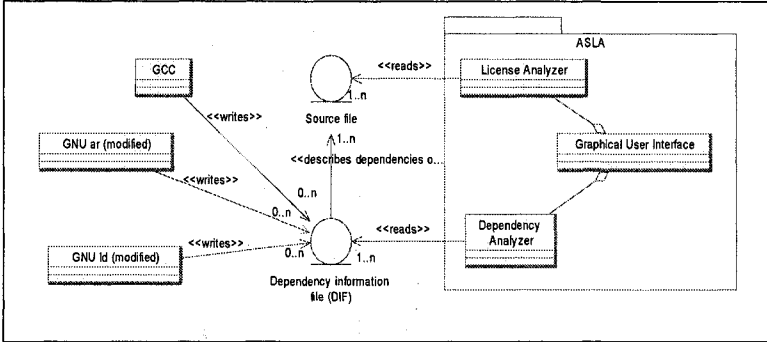 ASLA
GCC
<<reads>>
License Analyzer
1..n
Source file
<<writes>>
1..n
GNU ar (modified)
Graphical User Interface
<<describes dependencies o...
<<writes>>
0..n
0..n
<<reads>>
Dependency
Analyzer
<<writes>>
0..n
1..n
GNU ld (modified)
Dependency information
file (DIF)